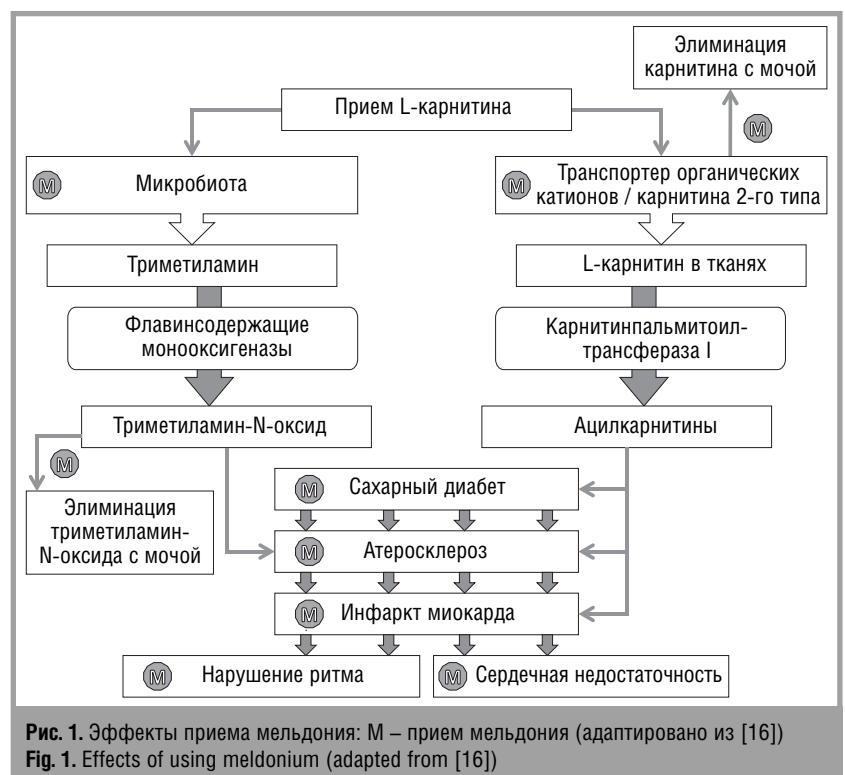 Элиминация
карнитина с мочой
Прием L-карнитина
M
M
Микробиота
M
Транспортер органических
катионов / карнитина 2-го типа
Триметиламин
L-карнитин в тканях
Флавинсодержащие
монооксигеназы
Карнитинпальмитоил-
трансфераза I
Триметиламин-N-оксид
Ацилкарнитины
M
Элиминация
триметиламин-
N-оксида с мочой
M
Сахарный диабет
M
Атеросклероз
M
Инфаркт миокарда
M
Нарушение ритма
M
Сердечная недостаточность
Рис. 1. Эффекты приема мельдония: М – прием мельдония (адаптировано из [16])
Fig. 1. Effects of using meldonium (adapted from [16])